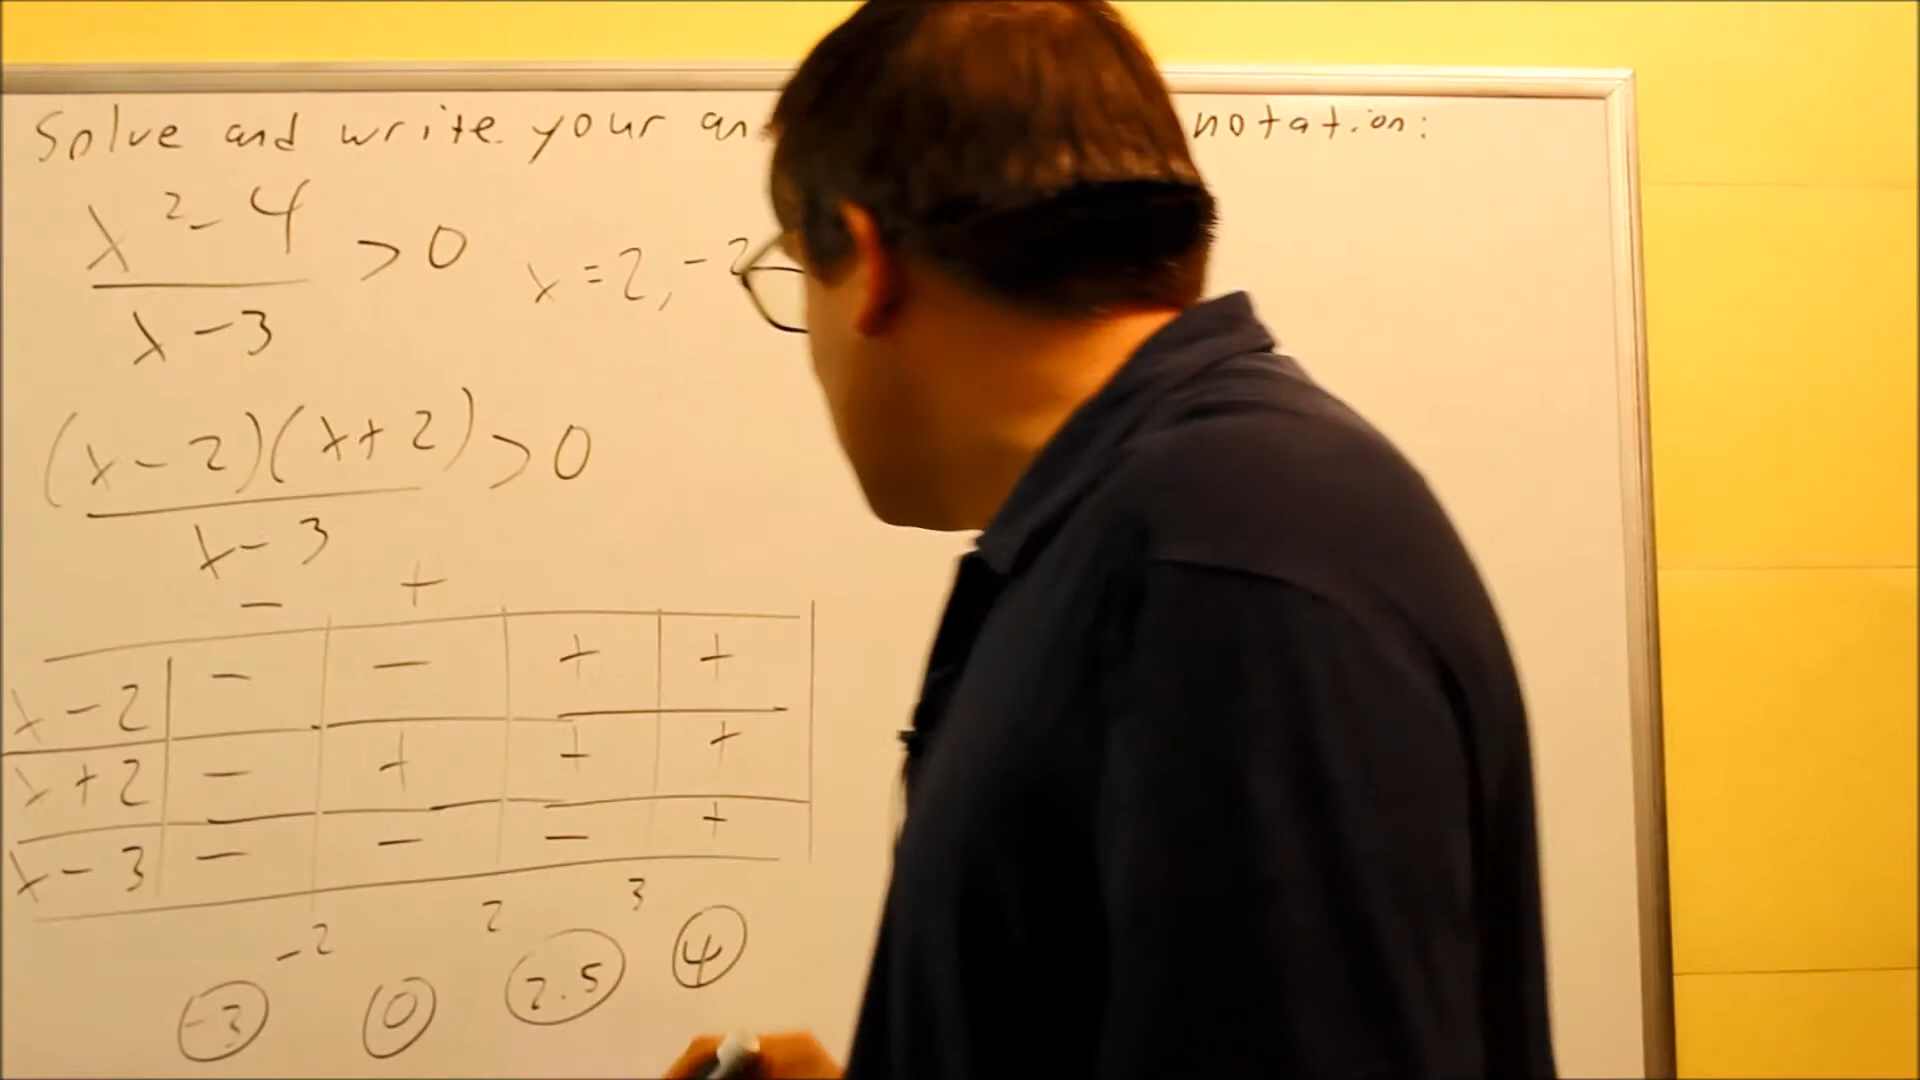 Solve and write your an notation:
x² - 4 / x - 3 > 0 x = 2, -2
(x - 2)(x + 2) / x - 3 > 0
- +
x - 2 - - + +
x + 2 - + + +
x - 3 - - - +
-2 2 3
-3 0 2.5 4